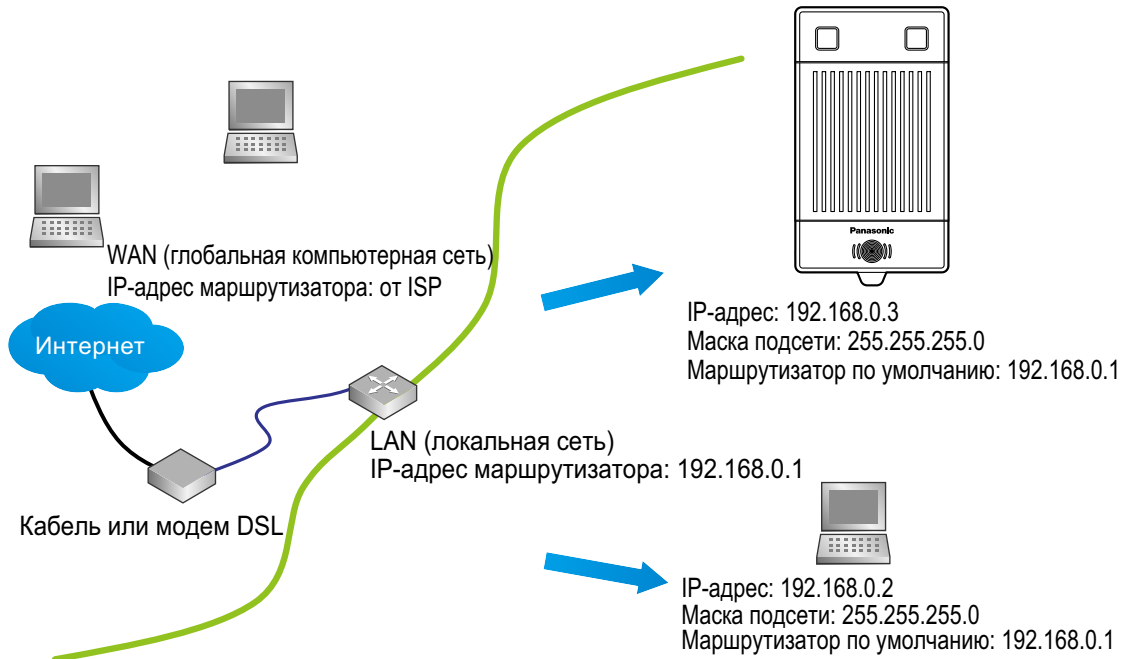 Panasonic
WAN (глобальная компьютерная сеть)
IP-адрес маршрутизатора: от ISP
IP-адрес: 192.168.0.3
Маска подсети: 255.255.255.0
Маршрутизатор по умолчанию: 192.168.0.1
Интернет
LAN (локальная сеть)
IP-адрес маршрутизатора: 192.168.0.1
Кабель или модем DSL
IP-адрес: 192.168.0.2
Маска подсети: 255.255.255.0
Маршрутизатор по умолчанию: 192.168.0.1